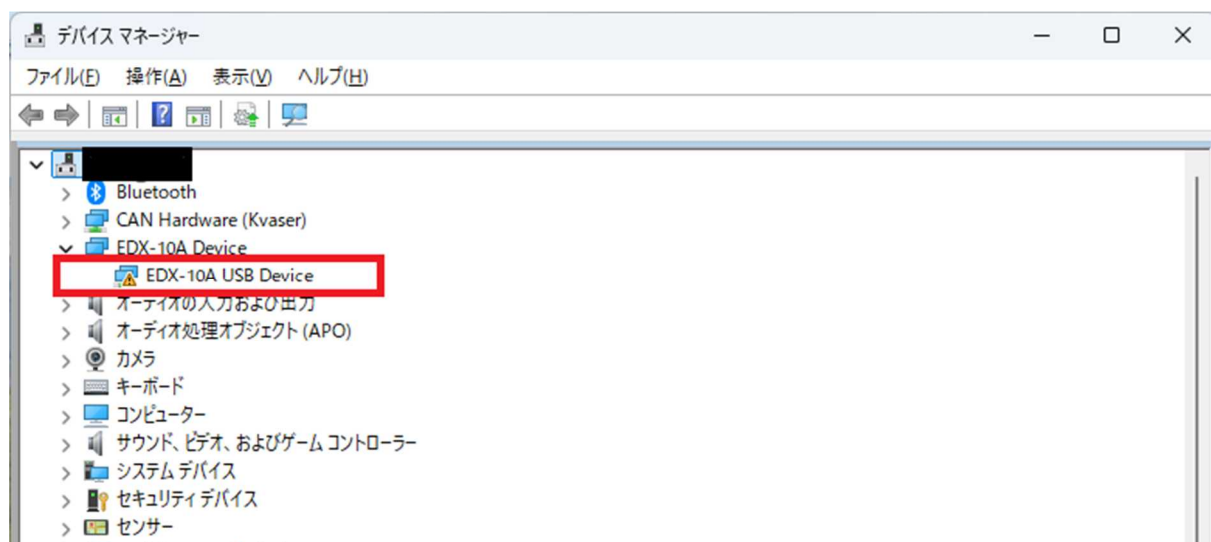 デバイス マネージャー
ファイル(F) 操作(A) 表示(V) ヘルプ(H)
Bluetooth
CAN Hardware (Kvaser)
EDX-10A Device
EDX-10A USB Device
オーディオの入力および出力
オーディオ処理オブジェクト (APO)
カメラ
キーボード
コンピューター
サウンド、ビデオ、およびゲーム コントローラー
システム デバイス
セキュリティ デバイス
センサー